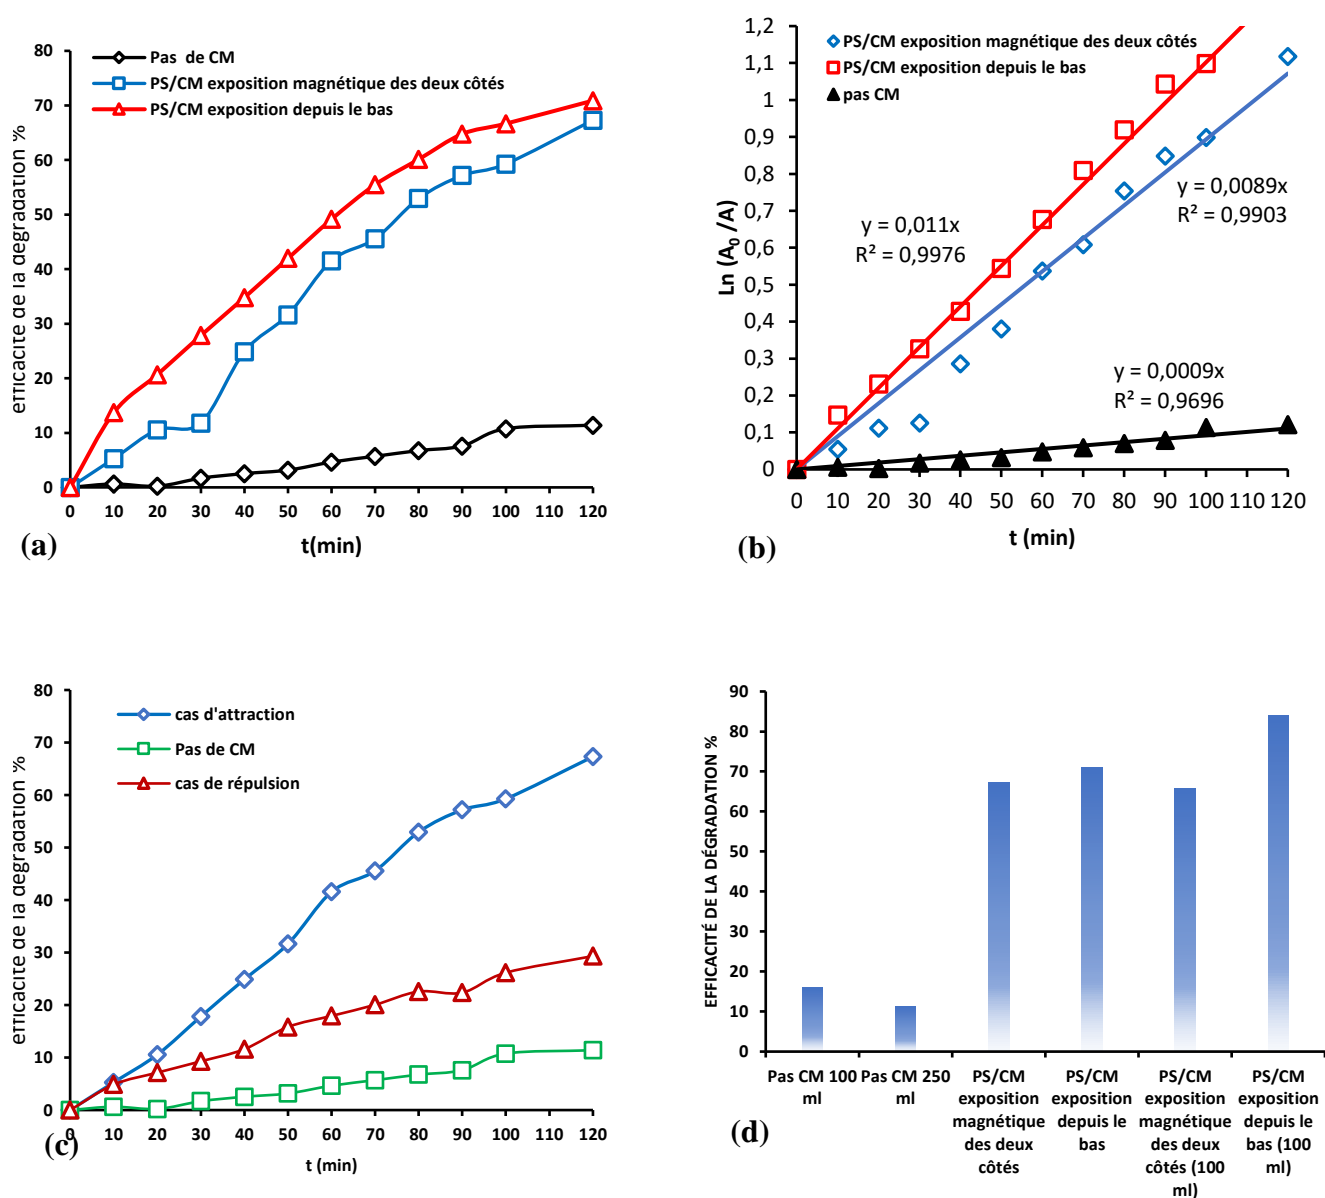 80
70
60
50
40
30
20
10
0
efficacité de la dégradation %
Pas de CM
PS/CM exposition magnétique des deux côtés
PS/CM exposition depuis le bas
0 10 20 30 40 50 60 70 80 90 100 110 120
t(min)
(a)
1,2
1,1
1
0,9
0,8
0,7
0,6
0,5
0,4
0,3
0,2
0,1
0
Ln (A0 /A)
PS/CM exposition magnétique des deux côtés
PS/CM exposition depuis le bas
pas CM
y = 0,0089x
R² = 0,9903
y = 0,011x
R² = 0,9976
y = 0,0009x
R² = 0,9696
0 10 20 30 40 50 60 70 80 90 100 110 120
t (min)
(b)
80
70
60
50
40
30
20
10
0
efficacité de la dégradation %
cas d'attraction
Pas de CM
cas de répulsion
0 10 20 30 40 50 60 70 80 90 100 110 120
t (min)
(c)
90
80
70
60
50
40
30
20
10
0
EFFICACITÉ DE LA DÉGRADATION %
Pas CM 100
ml
Pas CM 250
ml
PS/CM
exposition
magnétique
des deux
côtés
PS/CM
exposition
depuis le
bas
PS/CM
exposition
magnétique
des deux
côtés (100
ml)
PS/CM
exposition
depuis le
bas (100
ml)
(d)